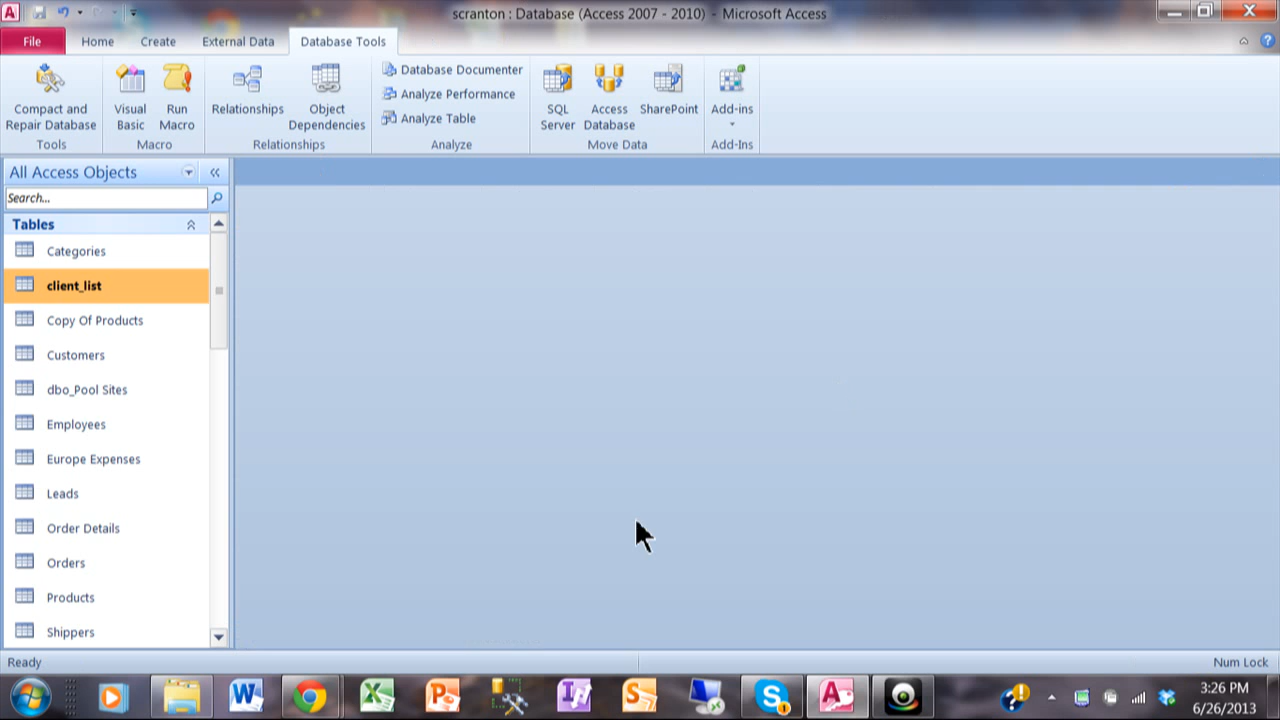 scranton : Database (Access 2007 - 2010) - Microsoft Access
File Home Create External Data Database Tools
Compact and Repair Database
Visual Basic
Run Macro
Relationships
Object Dependencies
Database Documenter
Analyze Performance
Analyze Table
SQL Server
Access Database
SharePoint
Add-ins
Tools Macro Relationships Analyze Move Data Add-Ins
All Access Objects
Search...
Tables
Categories
client_list
Copy Of Products
Customers
dbo_Pool Sites
Employees
Europe Expenses
Leads
Order Details
Orders
Products
Shippers
Ready Num Lock
3:26 PM
6/26/2013